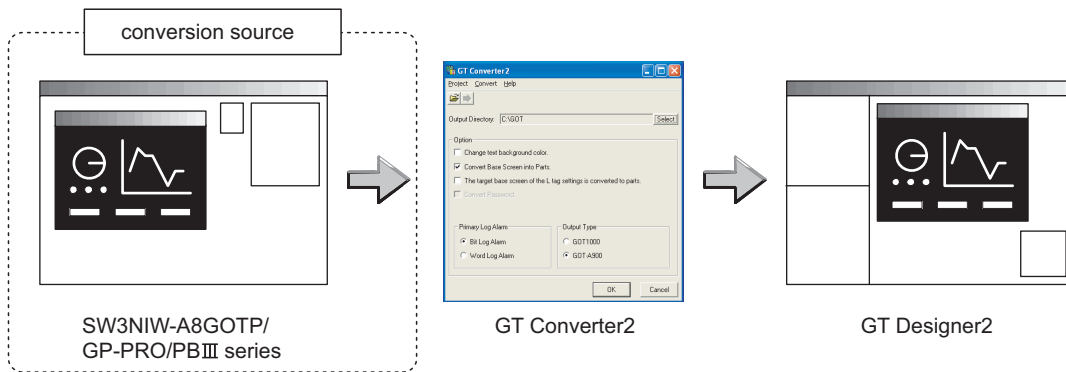 conversion source
SW3NIW-A8GOTP/
GP-PRO/PBⅢ series
GT Converter2
Project Convert Help
Output Directory: C:\GOT Select
Option
Change text background color.
Convert Base Screen into Parts.
The target base screen of the L tag settings is converted to parts.
Convert Password.
Primary Log Alarm
Bit Log Alarm
Word Log Alarm
Output Type
GOT1000
GOT-A900
OK Cancel
GT Converter2
GT Designer2